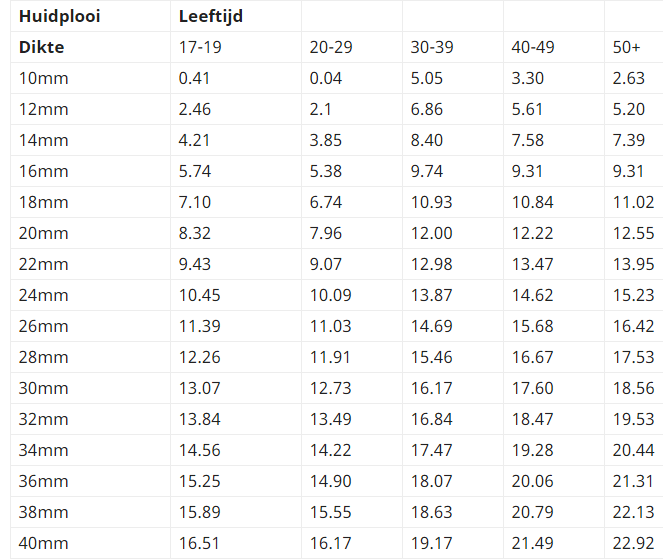 Huidplooi Leeftijd
Dikte 17-19 20-29 30-39 40-49 50+
10mm 0.41 0.04 5.05 3.30 2.63
12mm 2.46 2.1 6.86 5.61 5.20
14mm 4.21 3.85 8.40 7.58 7.39
16mm 5.74 5.38 9.74 9.31 9.31
18mm 7.10 6.74 10.93 10.84 11.02
20mm 8.32 7.96 12.00 12.22 12.55
22mm 9.43 9.07 12.98 13.47 13.95
24mm 10.45 10.09 13.87 14.62 15.23
26mm 11.39 11.03 14.69 15.68 16.42
28mm 12.26 11.91 15.46 16.67 17.53
30mm 13.07 12.73 16.17 17.60 18.56
32mm 13.84 13.49 16.84 18.47 19.53
34mm 14.56 14.22 17.47 19.28 20.44
36mm 15.25 14.90 18.07 20.06 21.31
38mm 15.89 15.55 18.63 20.79 22.13
40mm 16.51 16.17 19.17 21.49 22.92